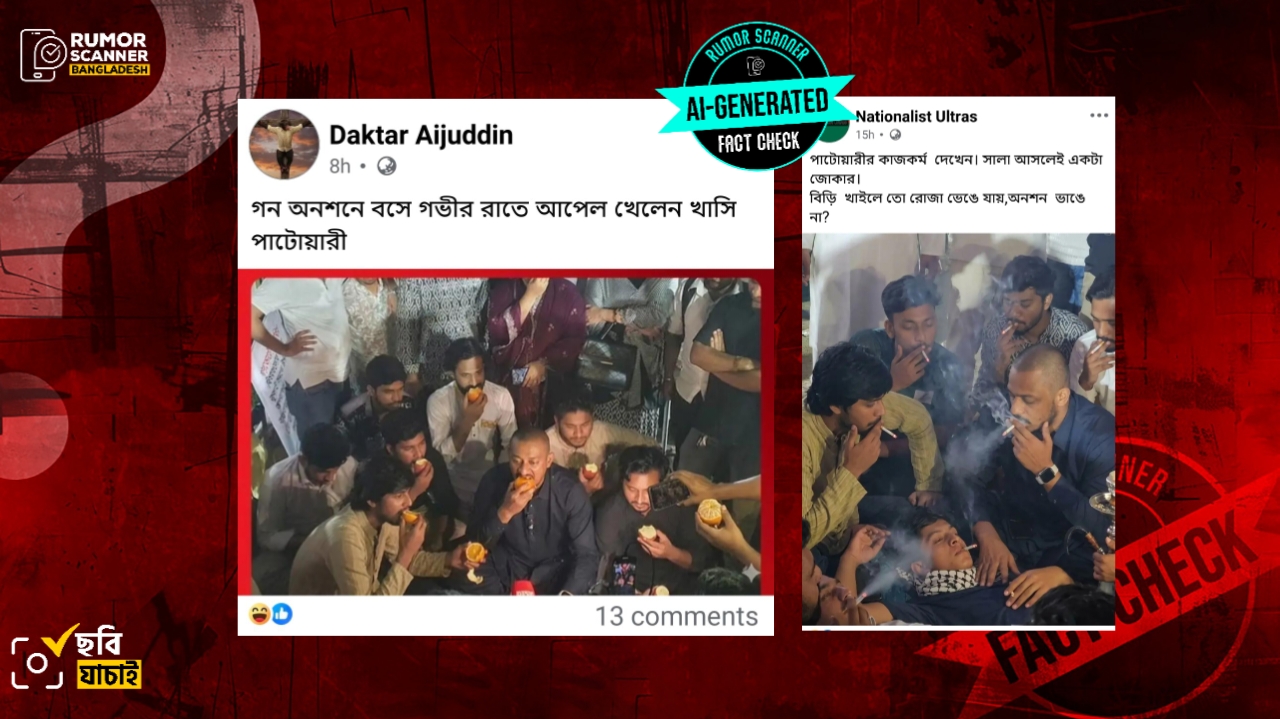 RUMOR
SCANNER
BANGLADESH
RUMOR SCANNER
AI-GENERATED
FACT CHECK
Daktar Aijuddin
8h
গন অনশনে বসে গভীর রাতে আপেল খেলেন খাসি
পাটোয়ারী
13 comments
Nationalist Ultras
15h
পাটোয়ারীর কাজকর্ম দেখেন। সালা আসলেই একটা
জোকার।
বিড়ি খাইলে তো রোজা ভেঙে যায়,অনশন ভাঙে
না?
ছবি
যাচাই
FACT CHECK